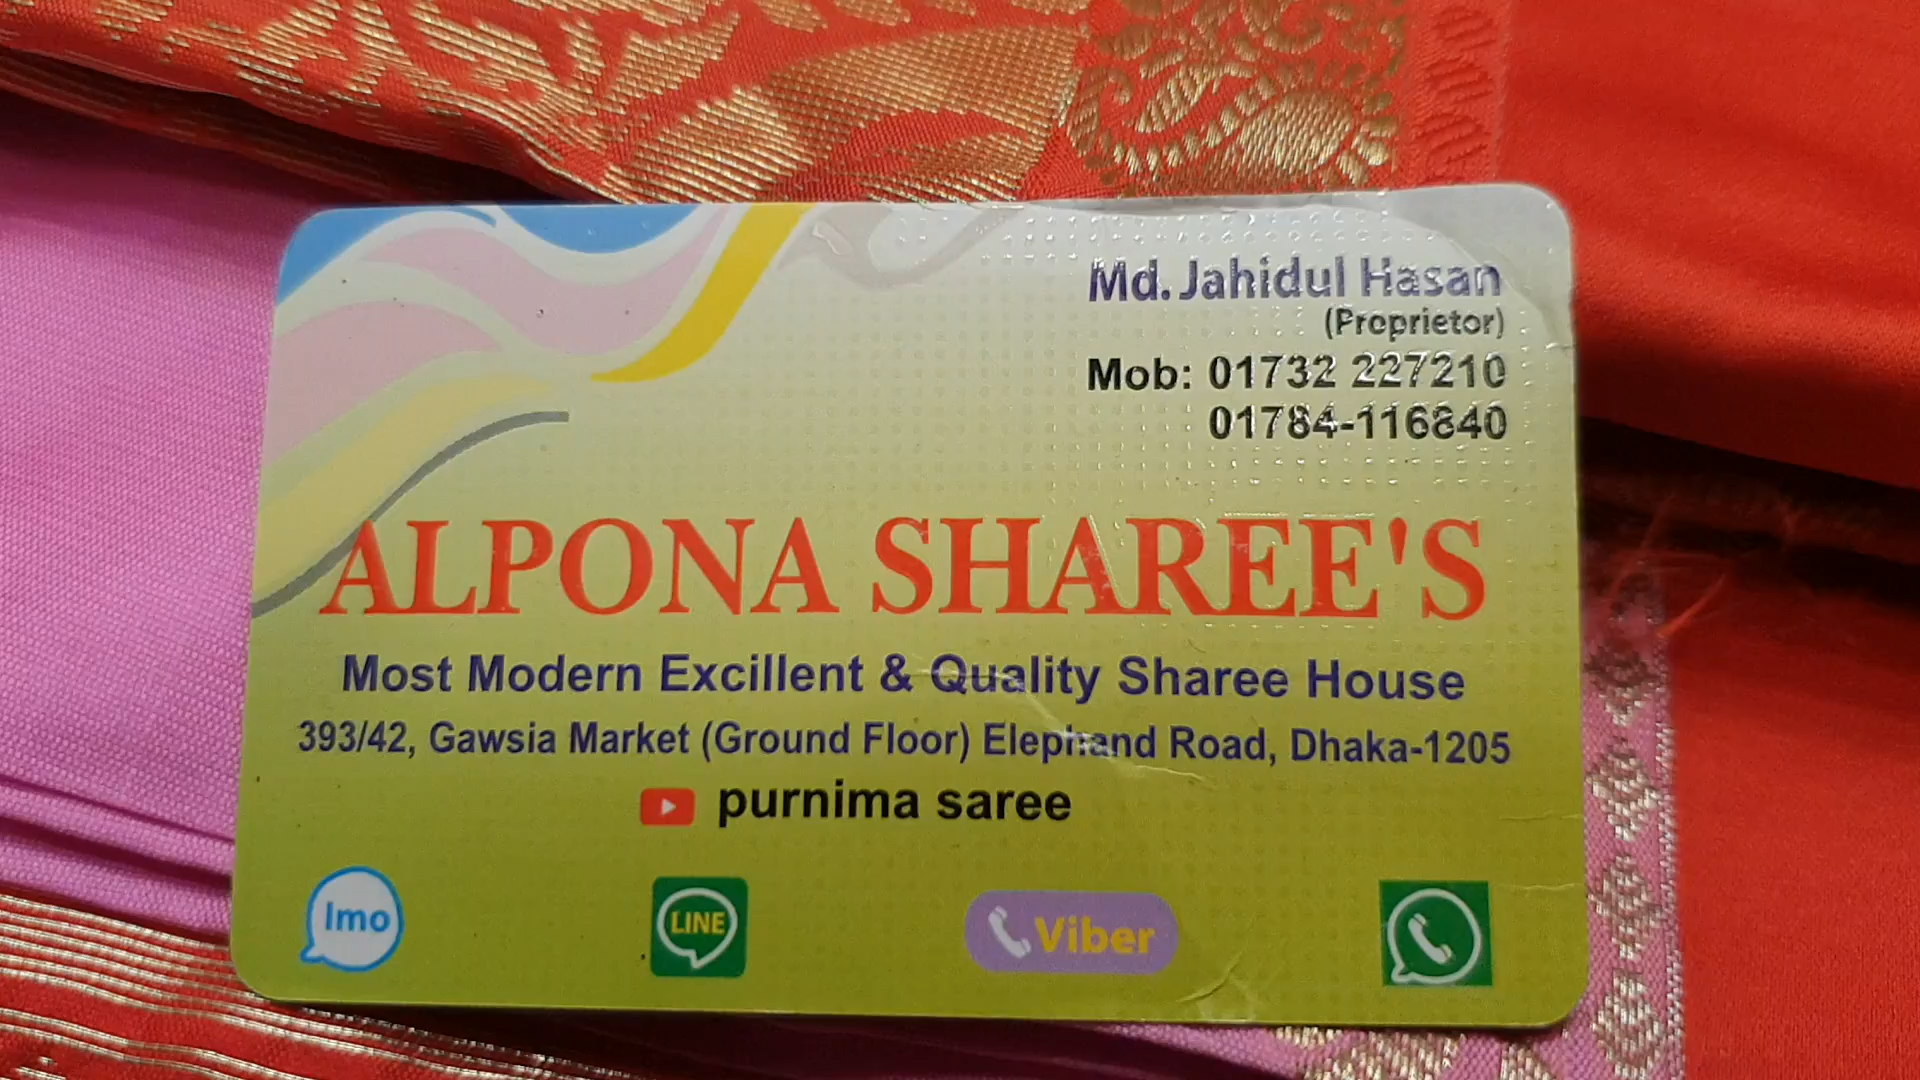 Md. Jahidul Hasan
(Proprietor)
Mob: 01732 227210
01784-116840
ALPONA SHAREE'S
Most Modern Excillent & Quality Sharee House
393/42, Gawsia Market (Ground Floor) Elephand Road, Dhaka-1205
purnima saree
Imo LINE Viber